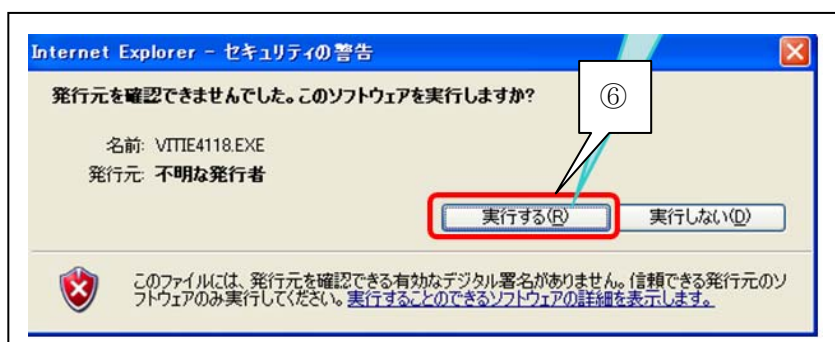 Internet Explorer - セキュリティの警告
発行元を確認できませんでした。このソフトウェアを実行しますか?
⑥
名前: VITIE4118.EXE
発行元: 不明な発行者
実行する(R)
実行しない(D)
このファイルには、発行元を確認できる有効なデジタル署名がありません。信頼できる発行元のソ
フトウェアのみ実行してください。実行することのできるソフトウェアの詳細を表示します。